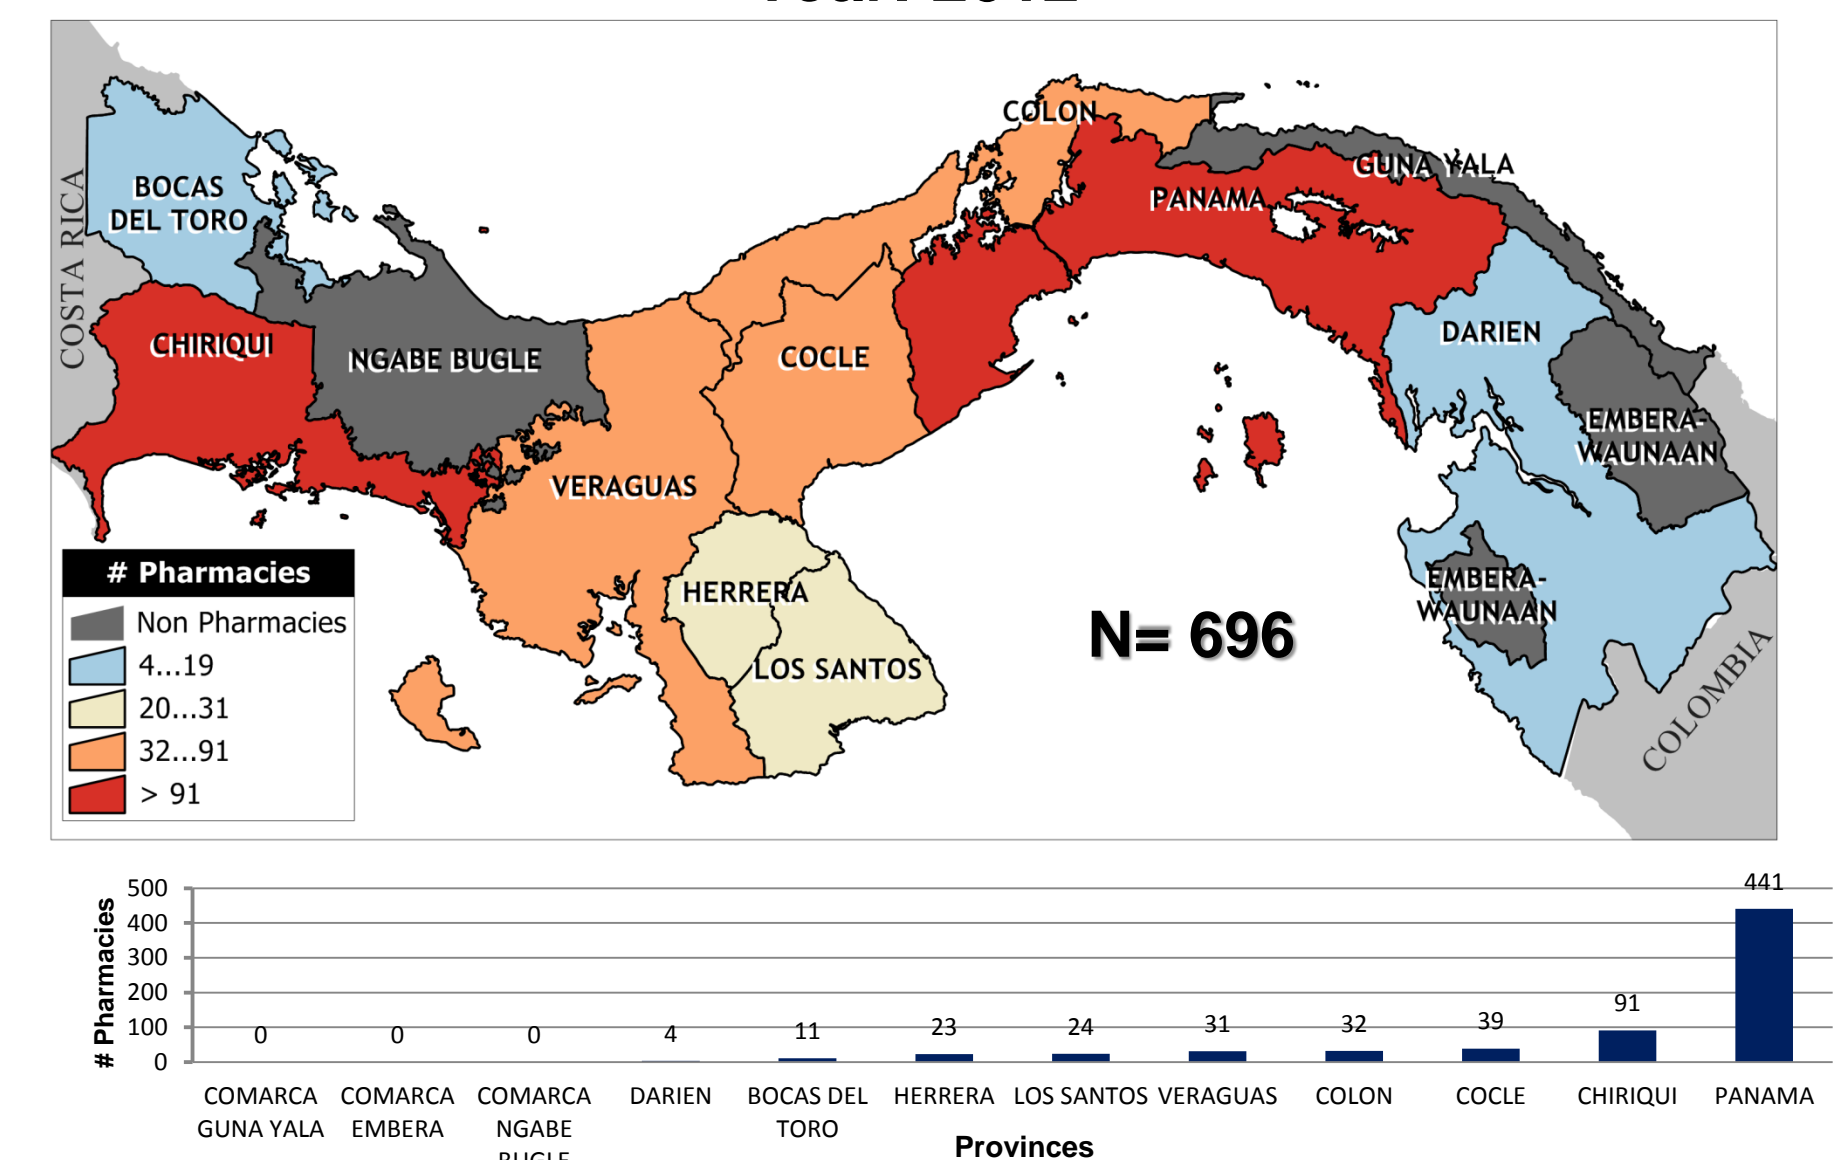 COLON
GUNA YALA
BOCAS
DEL TORO
PANAMA
COSTA RICA
CHIRIQUI
NGABE BUGLE
COCLE
DARIEN
EMBERA-
WAUNAAN
VERAGUAS
HERRERA
LOS SANTOS
EMBERA-
WAUNAAN
N= 696
COLOMBIA
# Pharmacies
Non Pharmacies
4...19
20...31
32...91
> 91
# Pharmacies
500
400
300
200
100
0
0
0
0
4
11
23
24
31
32
39
91
441
COMARCA
GUNA YALA
COMARCA
EMBERA
COMARCA
NGABE
BUGLE
DARIEN
BOCAS DEL
TORO
HERRERA
LOS SANTOS
VERAGUAS
COLON
COCLE
CHIRIQUI
PANAMA
Provinces